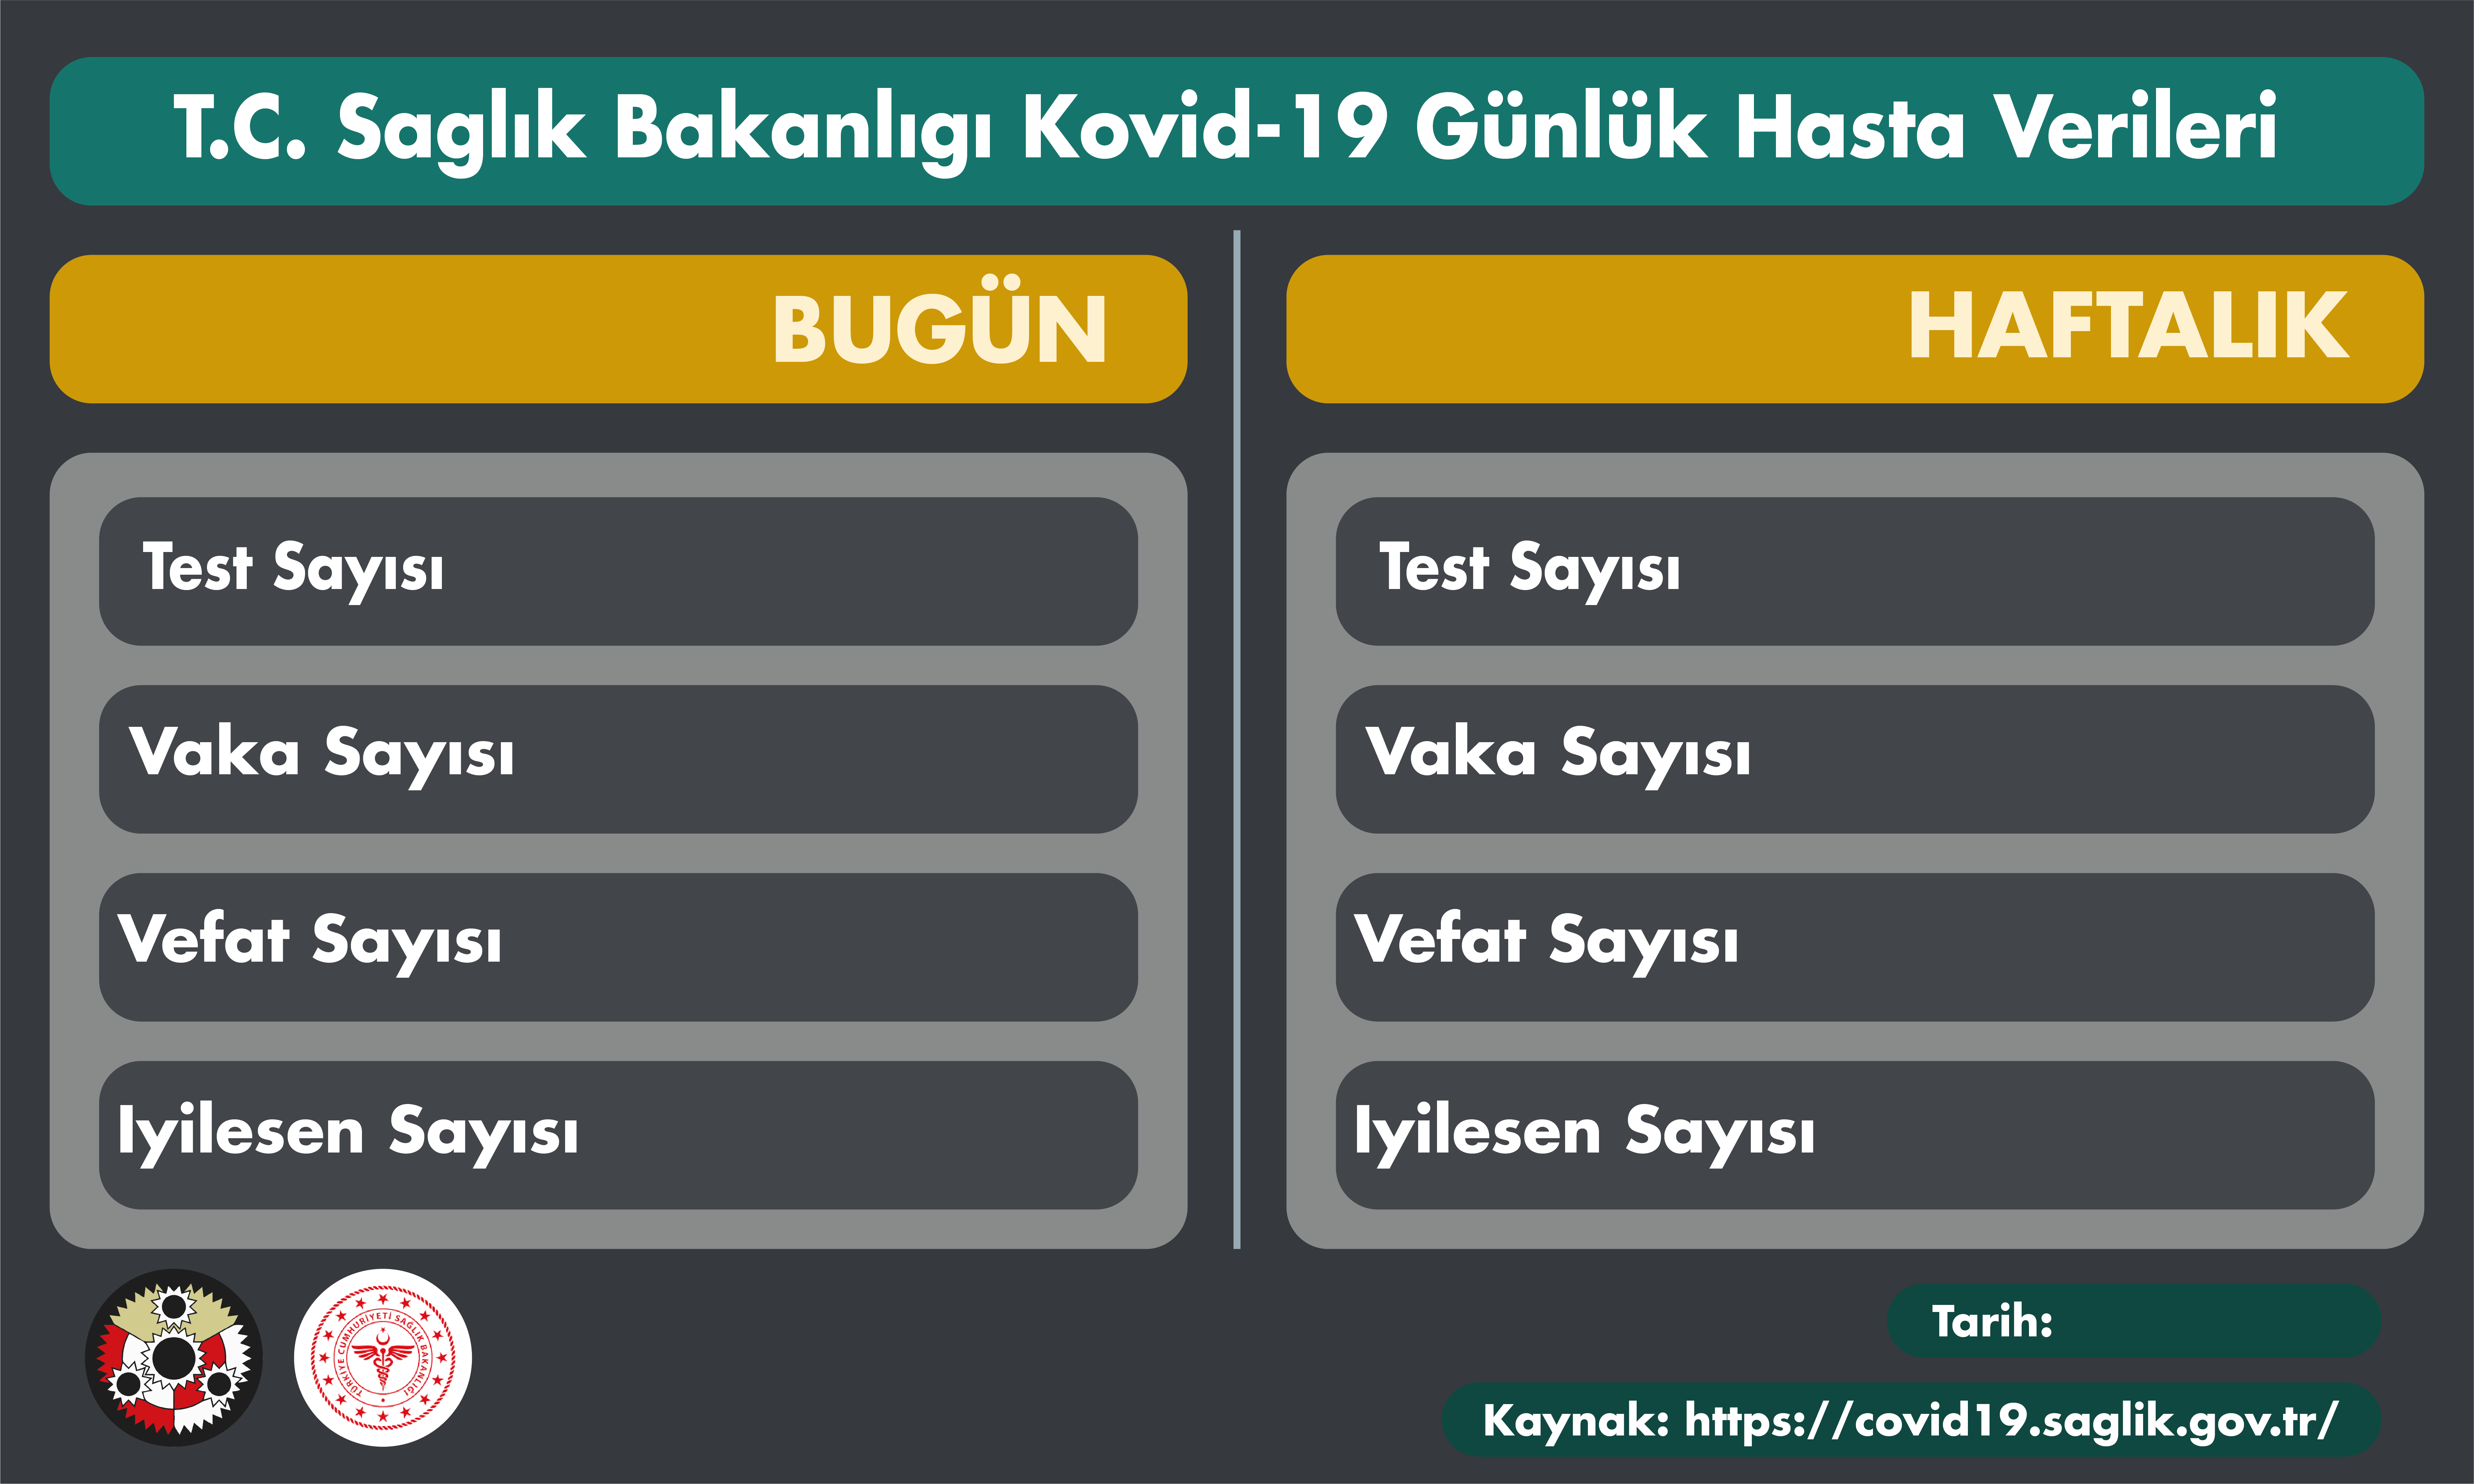 T.C. Saglık Bakanlıgı Kovid-19 Günlük Hasta Verileri
BUGÜN
Test Sayısı
Vaka Sayısı
Vefat Sayısı
Iyilesen Sayısı
HAFTALIK
Test Sayısı
Vaka Sayısı
Vefat Sayısı
Iyilesen Sayısı
TÜRKİYE CUMHURİYETİ SAĞLIK BAKANLIĞI
Tarih:
Kaynak: https://covid19.saglik.gov.tr/